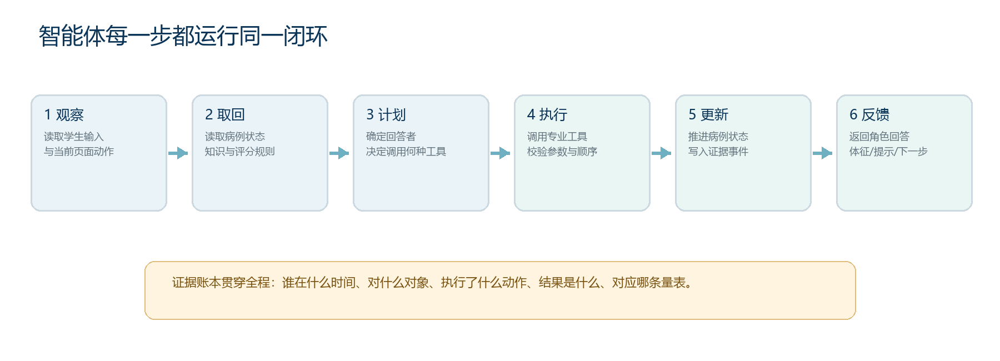 智能体每一步都运行同一闭环
1 观察
读取学生输入
与当前页面动作
2 取回
读取病例状态
知识与评分规则
3 计划
确定回答者
决定调用何种工具
4 执行
调用专业工具
校验参数与顺序
5 更新
推进病例状态
写入证据事件
6 反馈
返回角色回答
体征/提示/下一步
证据账本贯穿全程：谁在什么时间、对什么对象、执行了什么动作、结果是什么、对应哪条量表。